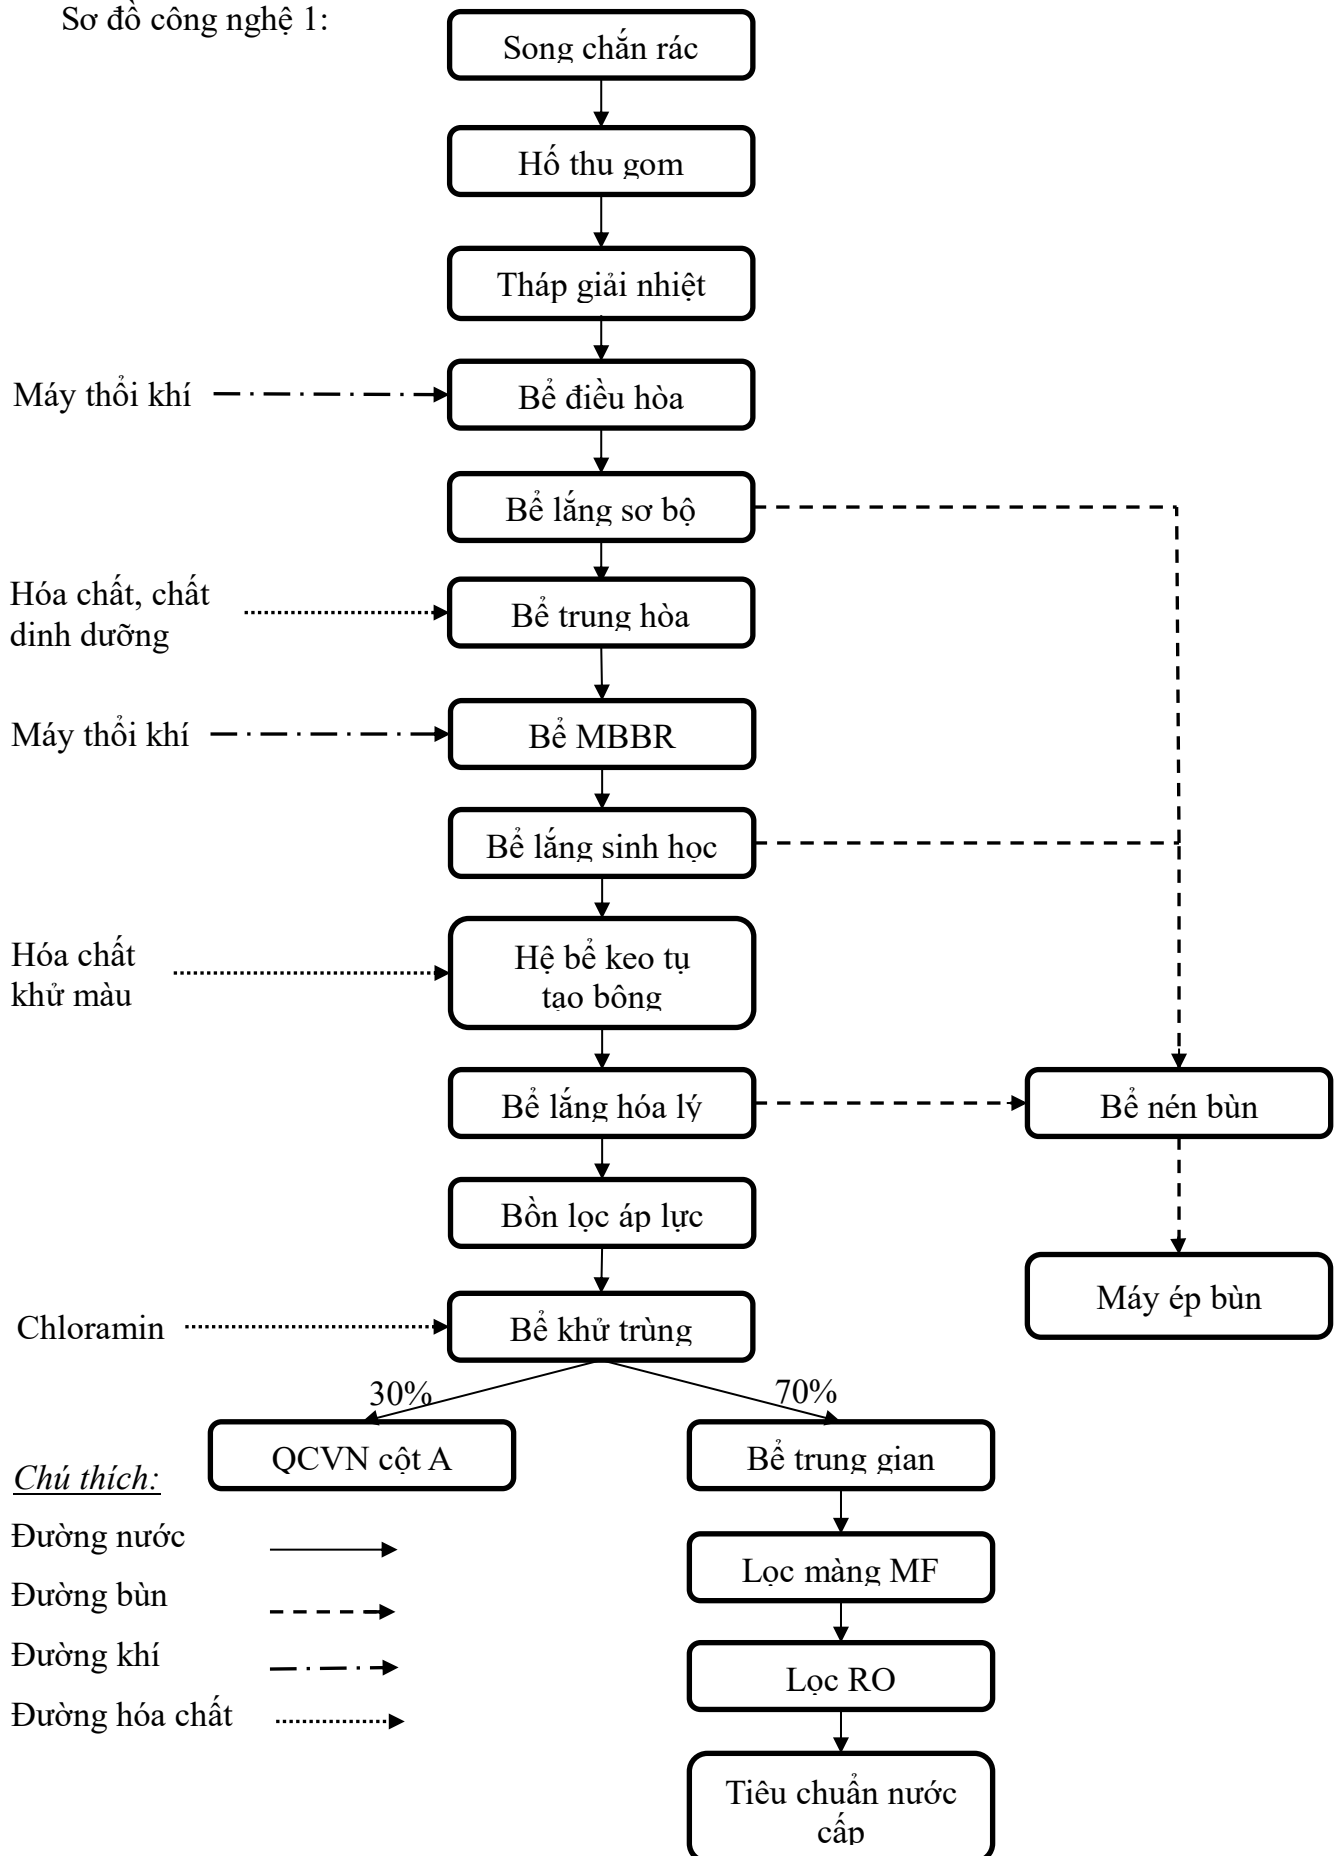 Sơ đồ công nghệ 1:
Song chắn rác
Hố thu gom
Tháp giải nhiệt
Máy thổi khí
Bể điều hòa
Bể lắng sơ bộ
Hóa chất, chất
dinh dưỡng
Bể trung hòa
Máy thổi khí
Bể MBBR
Bể lắng sinh học
Hóa chất
khử màu
Hệ bể keo tụ
tạo bông
Bể lắng hóa lý
Bể nén bùn
Bồn lọc áp lực
Máy ép bùn
Chloramin
Bể khử trùng
30%
70%
QCVN cột A
Bể trung gian
Chú thích:
Đường nước
Đường bùn
Đường khí
Đường hóa chất
Lọc màng MF
Lọc RO
Tiêu chuẩn nước
cấp